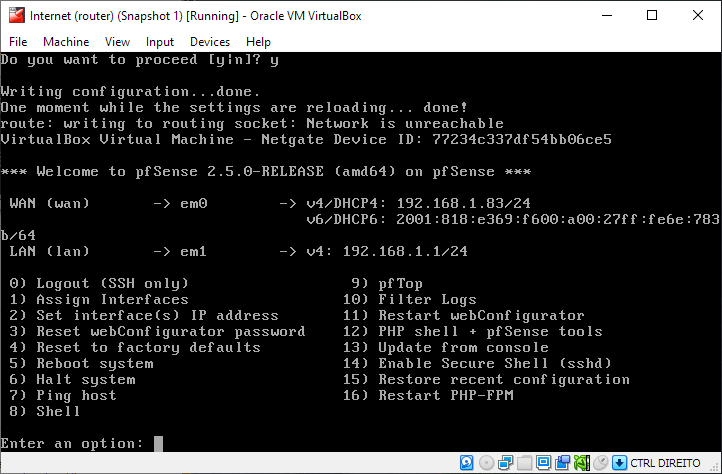 Internet (router) (Snapshot 1) [Running] - Oracle VM VirtualBox
File Machine View Input Devices Help
Do you want to proceed [y|n]? y
Writing configuration...done.
One moment while the settings are reloading... done!
route: writing to routing socket: Network is unreachable
VirtualBox Virtual Machine - Netgate Device ID: 77234c337df54bb06ce5
*** Welcome to pfSense 2.5.0-RELEASE (amd64) on pfSense ***
WAN (wan) -> em0 -> v4/DHCP4: 192.168.1.83/24
v6/DHCP6: 2001:818:e369:f600:a00:27ff:fe6e:783
b/64
LAN (lan) -> em1 -> v4: 192.168.1.1/24
0) Logout (SSH only) 9) pfTop
1) Assign Interfaces 10) Filter Logs
2) Set interface(s) IP address 11) Restart webConfigurator
3) Reset webConfigurator password 12) PHP shell + pfSense tools
4) Reset to factory defaults 13) Update from console
5) Reboot system 14) Enable Secure Shell (sshd)
6) Halt system 15) Restore recent configuration
7) Ping host 16) Restart PHP-FPM
8) Shell
Enter an option:
CTRL DIREITO